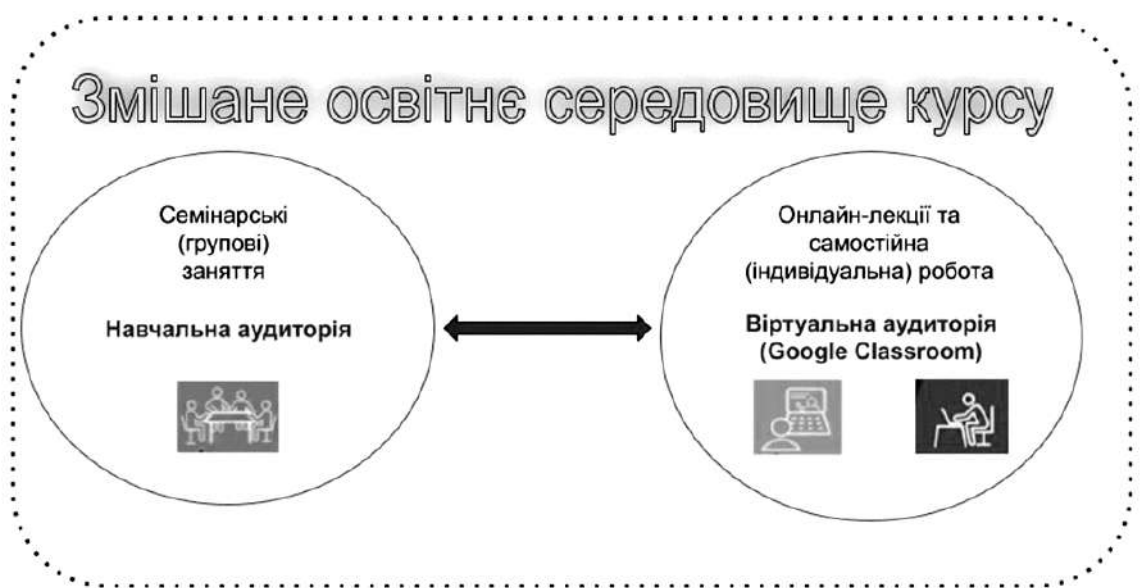 Змішане освітнє середовище курсу
Семінарські
(групові)
заняття
Навчальна аудиторія
Онлайн-лекції та
самостійна
(індивідуальна) робота
Віртуальна аудиторія
(Google Classroom)